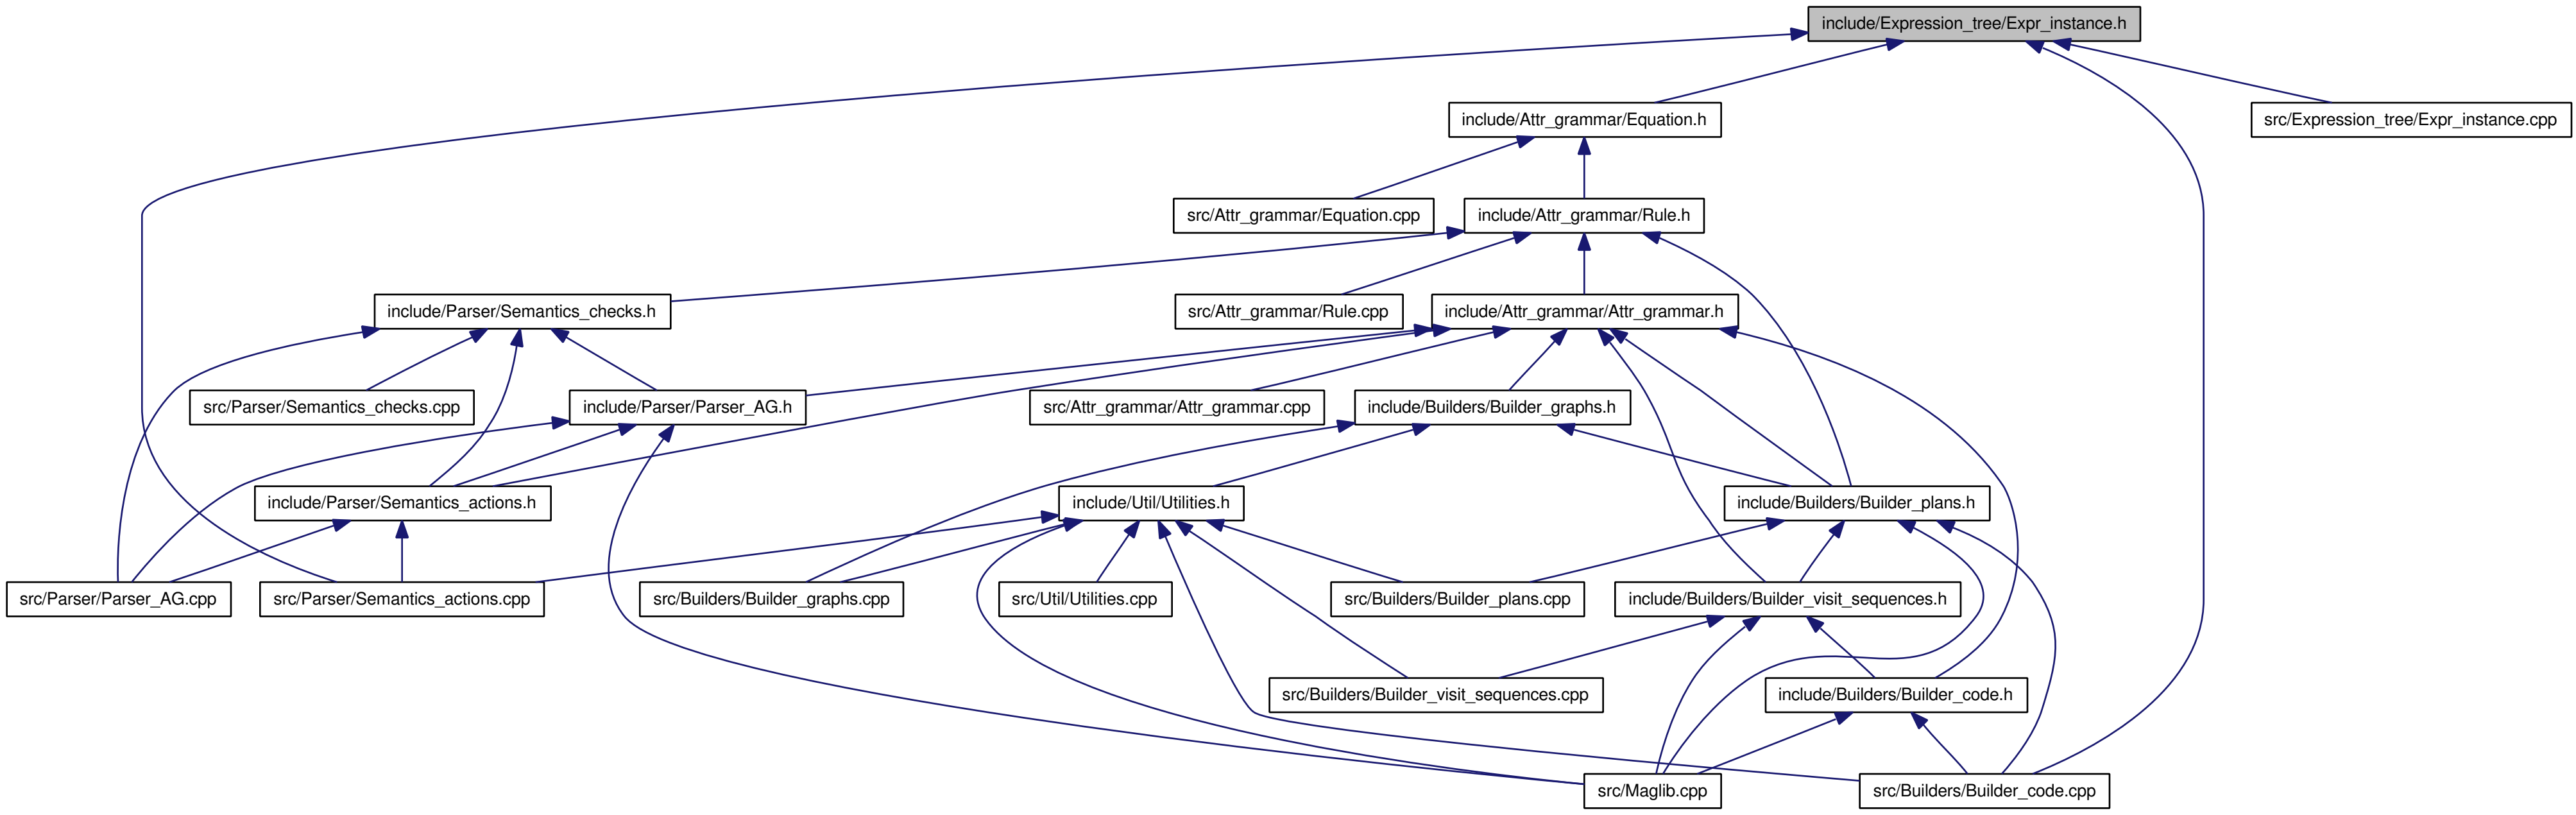 include/Expression_tree/Expr_instance.h
include/Attr_grammar/Equation.h
src/Expression_tree/Expr_instance.cpp
src/Attr_grammar/Equation.cpp
include/Attr_grammar/Rule.h
include/Parser/Semantics_checks.h
src/Attr_grammar/Rule.cpp
include/Attr_grammar/Attr_grammar.h
src/Parser/Semantics_checks.cpp
include/Parser/Parser_AG.h
src/Attr_grammar/Attr_grammar.cpp
include/Builders/Builder_graphs.h
include/Parser/Semantics_actions.h
include/Util/Utilities.h
include/Builders/Builder_plans.h
src/Parser/Parser_AG.cpp
src/Parser/Semantics_actions.cpp
src/Builders/Builder_graphs.cpp
src/Util/Utilities.cpp
src/Builders/Builder_plans.cpp
include/Builders/Builder_visit_sequences.h
src/Builders/Builder_visit_sequences.cpp
include/Builders/Builder_code.h
src/Maglib.cpp
src/Builders/Builder_code.cpp